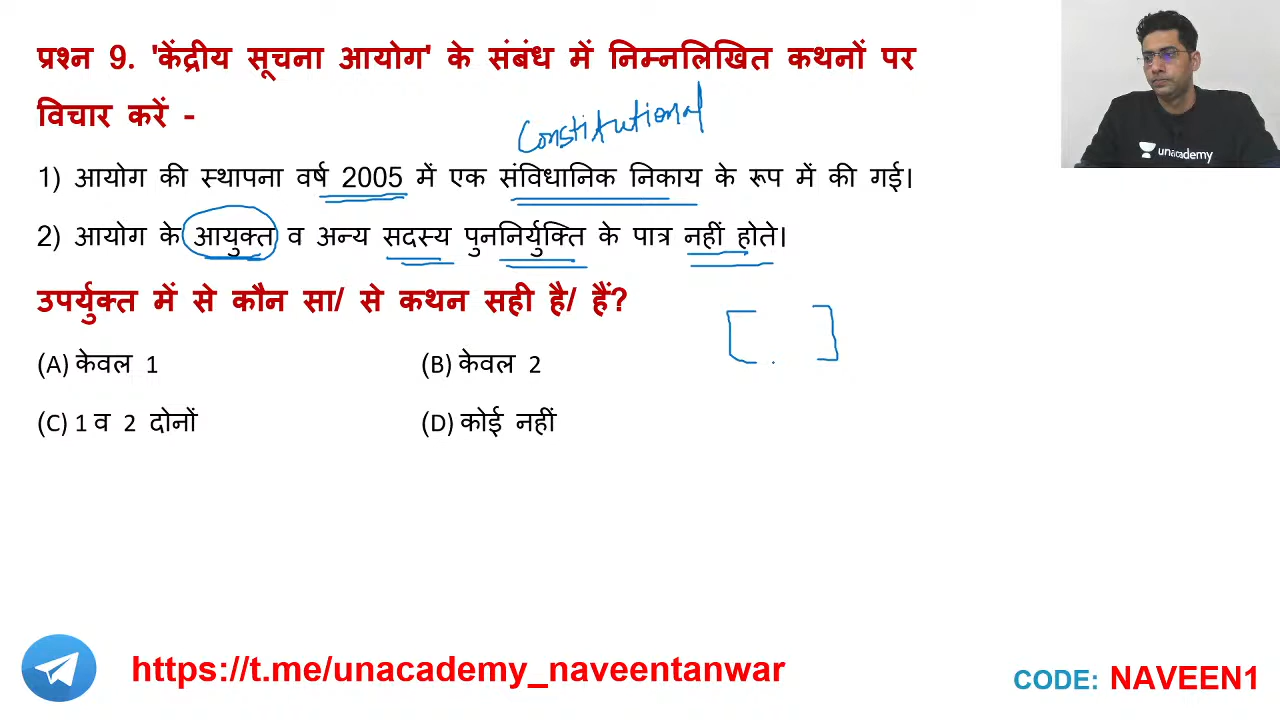 प्रश्न 9. 'केंद्रीय सूचना आयोग' के संबंध में निम्नलिखित कथनों पर
विचार करें -
Constitutional
1) आयोग की स्थापना वर्ष 2005 में एक संविधानिक निकाय के रूप में की गई।
2) आयोग के आयुक्त व अन्य सदस्य पुननिर्युक्ति के पात्र नहीं होते।
उपर्युक्त में से कौन सा/ से कथन सही है/ हैं?
(A) केवल 1
(B) केवल 2
(C) 1 व 2 दोनों
(D) कोई नहीं
unacademy
https://t.me/unacademy_naveentanwar
CODE: NAVEEN1